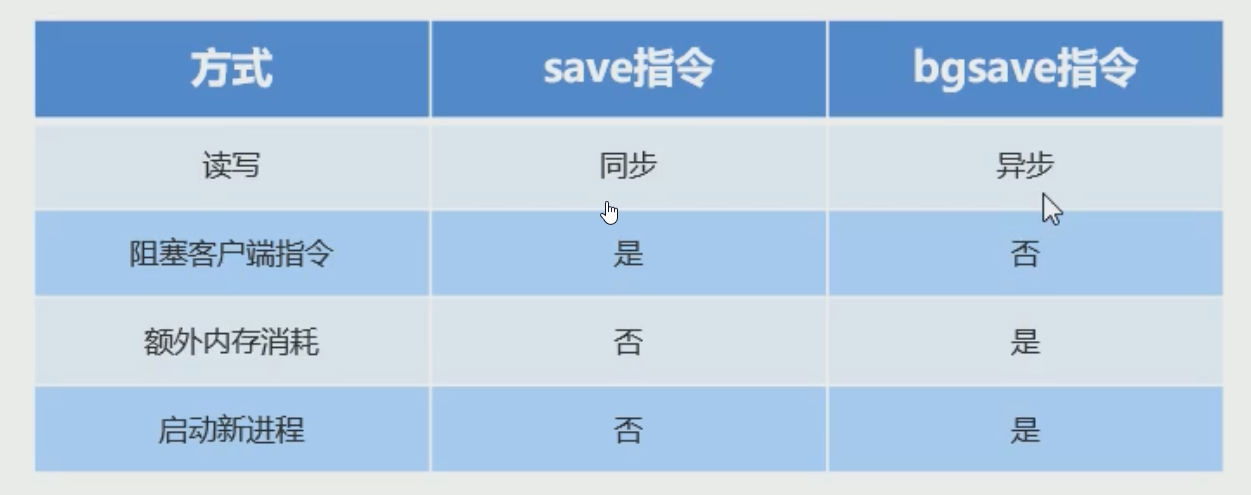 方式 save指令 bgsave指令
读写 同步 异步
阻塞客户端指令 是 否
额外内存消耗 否 是
启动新进程 否 是